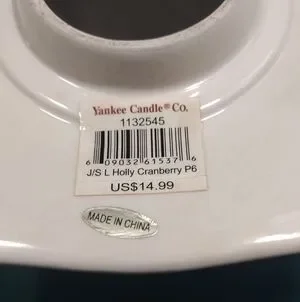 Yankee Candle® Co.
1132545
6 09032 61537 6
J/S L Holly Cranberry P6
US$14.99
MADE IN CHINA